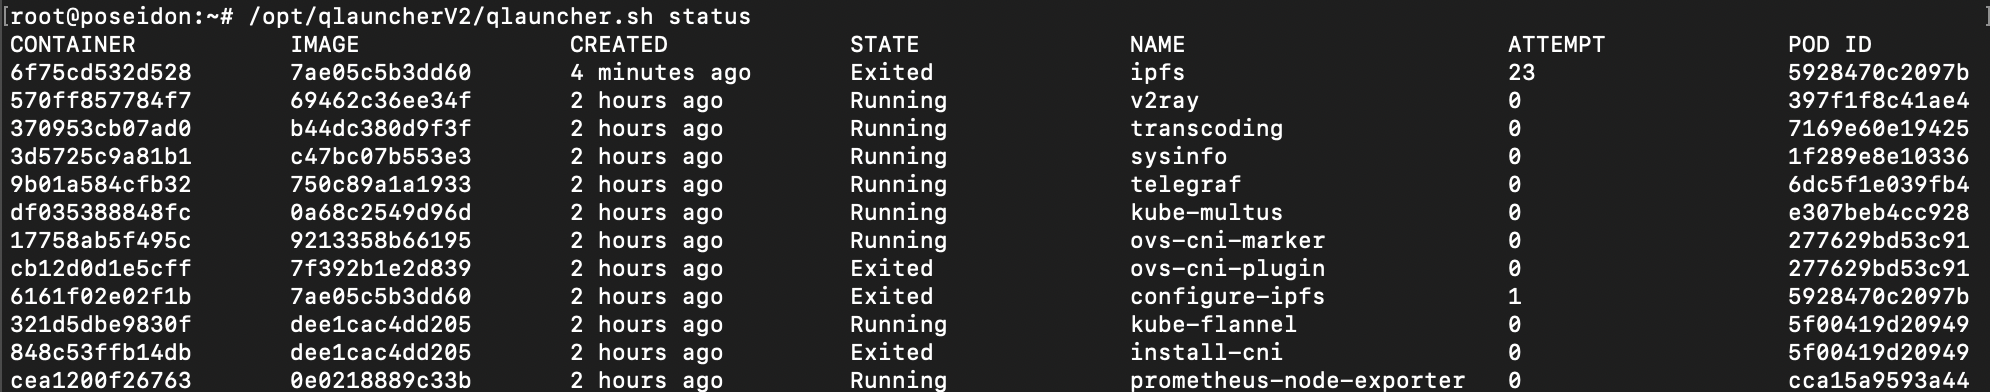 [root@poseidon:~# /opt/qlauncherV2/qlauncher.sh status ]
CONTAINER IMAGE CREATED STATE NAME ATTEMPT POD ID
6f75cd532d528 7ae05c5b3dd60 4 minutes ago Exited ipfs 23 5928470c2097b
570ff857784f7 69462c36ee34f 2 hours ago Running v2ray 0 397f1f8c41ae4
370953cb07ad0 b44dc380d9f3f 2 hours ago Running transcoding 0 7169e60e19425
3d5725c9a81b1 c47bc07b553e3 2 hours ago Running sysinfo 0 1f289e8e10336
9b01a584cfb32 750c89a1a1933 2 hours ago Running telegraf 0 6dc5f1e039fb4
df035388848fc 0a68c2549d96d 2 hours ago Running kube-multus 0 e307beb4cc928
17758ab5f495c 9213358b66195 2 hours ago Running ovs-cni-marker 0 277629bd53c91
cb12d0d1e5cff 7f392b1e2d839 2 hours ago Exited ovs-cni-plugin 0 277629bd53c91
6161f02e02f1b 7ae05c5b3dd60 2 hours ago Exited configure-ipfs 1 5928470c2097b
321d5dbe9830f dee1cac4dd205 2 hours ago Running kube-flannel 0 5f00419d20949
848c53ffb14db dee1cac4dd205 2 hours ago Exited install-cni 0 5f00419d20949
cea1200f26763 0e0218889c33b 2 hours ago Running prometheus-node-exporter 0 cca15a9593a44